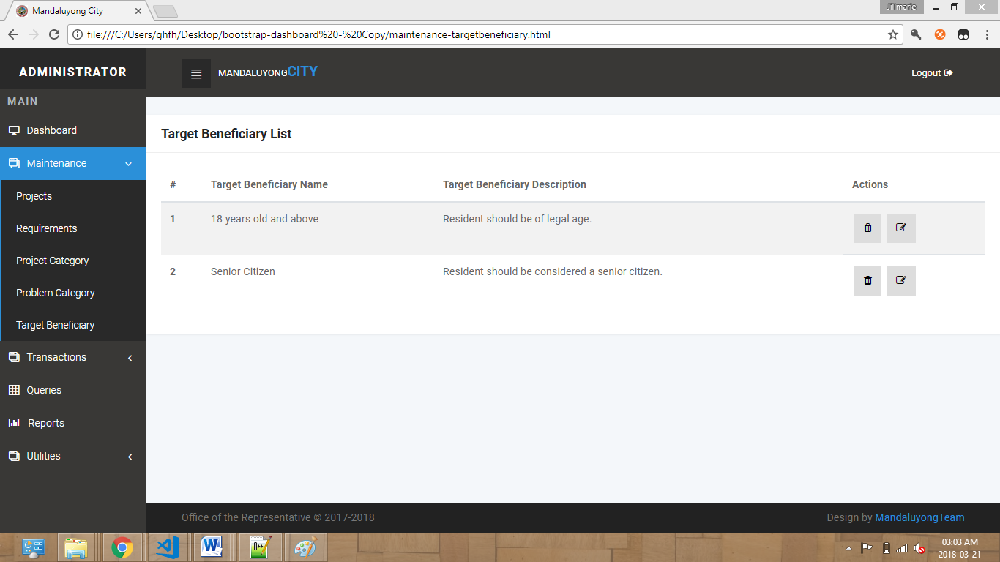 Mandaluyong City
Jillmarie
file:///C:/Users/ghfh/Desktop/bootstrap-dashboard%20-%20Copy/maintenance-targetbeneficiary.html
ADMINISTRATOR
MANDALUYONGCITY
Logout
MAIN
Dashboard
Maintenance
Projects
Requirements
Project Category
Problem Category
Target Beneficiary
Transactions
Queries
Reports
Utilities
Target Beneficiary List
# Target Beneficiary Name Target Beneficiary Description Actions
1 18 years old and above Resident should be of legal age.
2 Senior Citizen Resident should be considered a senior citizen.
Office of the Representative © 2017-2018
Design by MandaluyongTeam
03:03 AM
2018-03-21